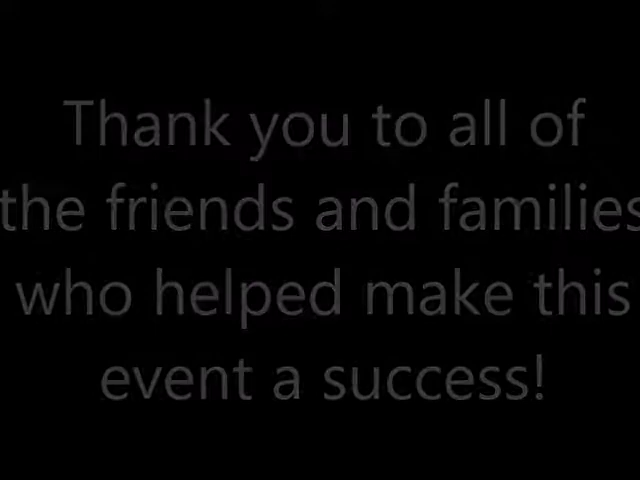 Thank you to all of
the friends and families
who helped make this
event a success!